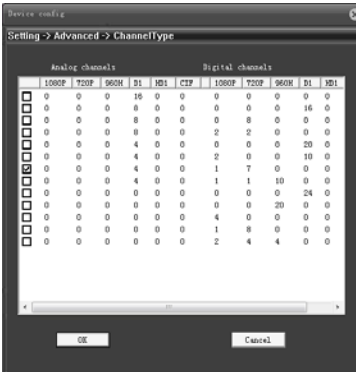 Device config
Setting -> Advanced -> ChannelType
Analog channels Digital channels
1080P 720P 960H D1 HD1 CIF 1080P 720P 960H D1 HD1
0 0 0 16 0 0 0 0 0 0 0
0 0 0 8 0 0 0 0 0 16 0
0 0 0 8 0 0 0 8 0 0 0
0 0 0 8 0 0 2 2 0 0 0
0 0 0 4 0 0 0 0 0 20 0
0 0 0 4 0 0 2 0 0 10 0
0 0 0 4 0 0 1 7 0 0 0
0 0 0 4 0 0 1 1 10 0 0
0 0 0 0 0 0 0 0 0 24 0
0 0 0 0 0 0 0 0 20 0 0
0 0 0 0 0 0 4 0 0 0 0
0 0 0 0 0 0 1 8 0 0 0
0 0 0 0 0 0 2 4 4 0 0
OK Cancel